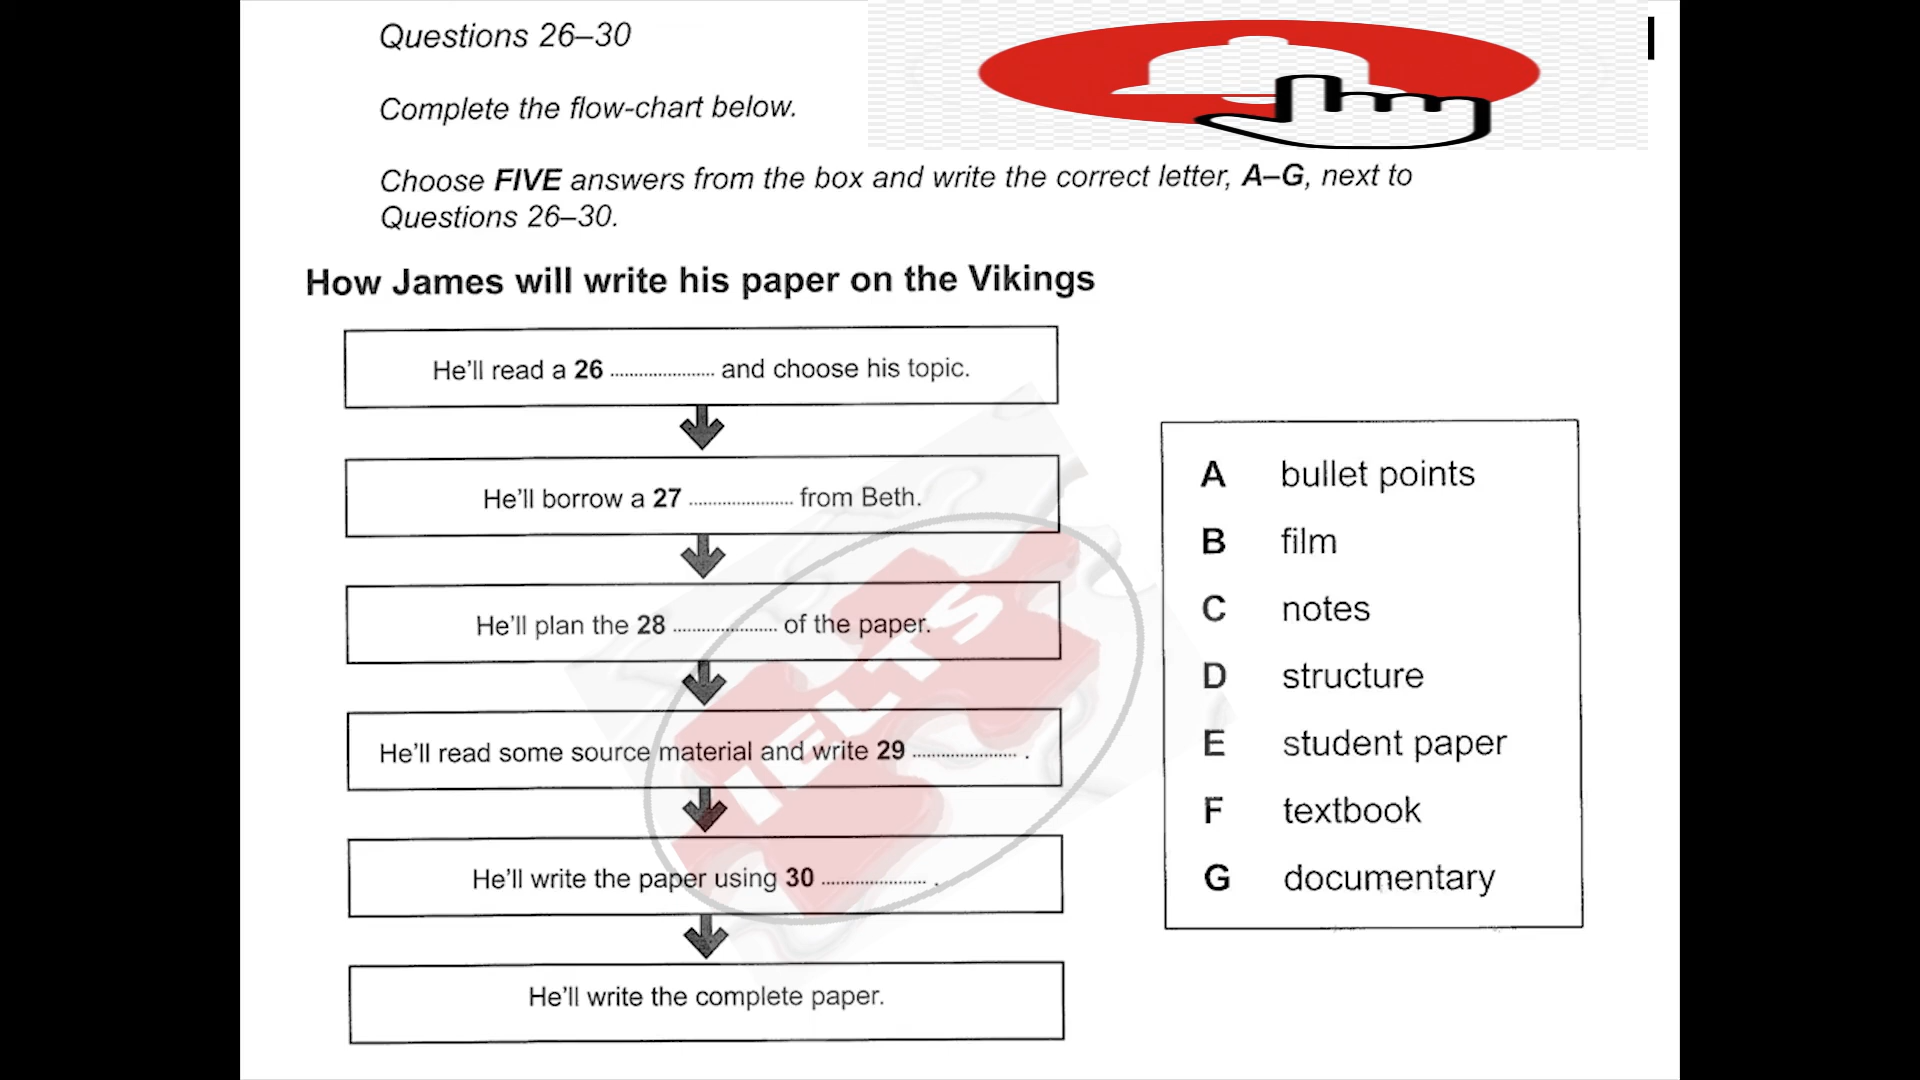 Questions 26–30
Complete the flow-chart below.
Choose FIVE answers from the box and write the correct letter, A–G, next to
Questions 26–30.
How James will write his paper on the Vikings
He'll read a 26 ..................... and choose his topic.
He'll borrow a 27 ..................... from Beth.
He'll plan the 28 ..................... of the paper.
He'll read some source material and write 29 ..................... .
He'll write the paper using 30 ..................... .
He'll write the complete paper.
A bullet points
B film
C notes
D structure
E student paper
F textbook
G documentary
IELTS